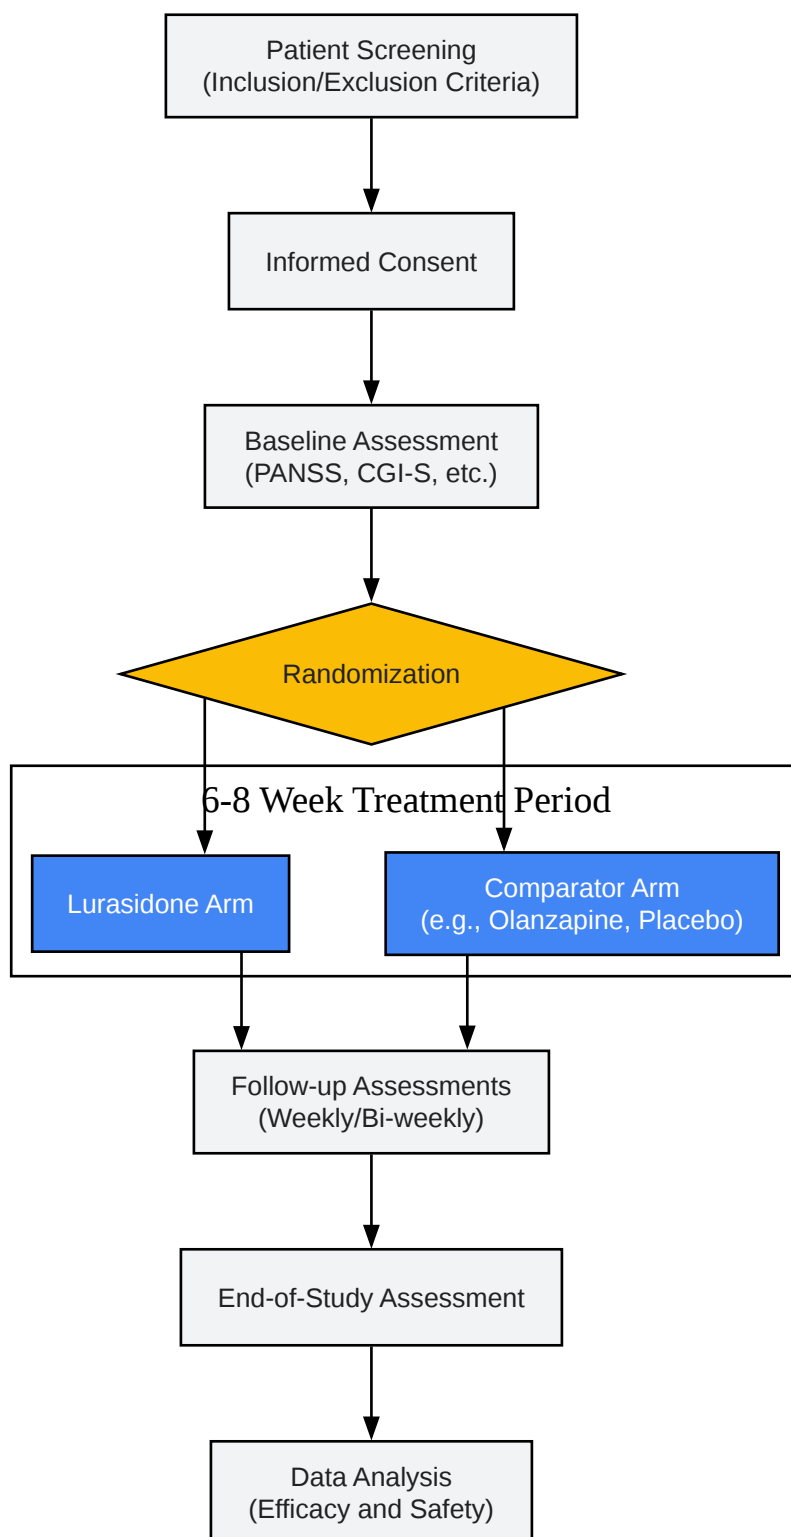 Patient Screening
(Inclusion/Exclusion Criteria)
Informed Consent
Baseline Assessment
(PANSS, CGI-S, etc.)
Randomization
6-8 Week Treatment Period
Lurasidone Arm
Comparator Arm
(e.g., Olanzapine, Placebo)
Follow-up Assessments
(Weekly/Bi-weekly)
End-of-Study Assessment
Data Analysis
(Efficacy and Safety)